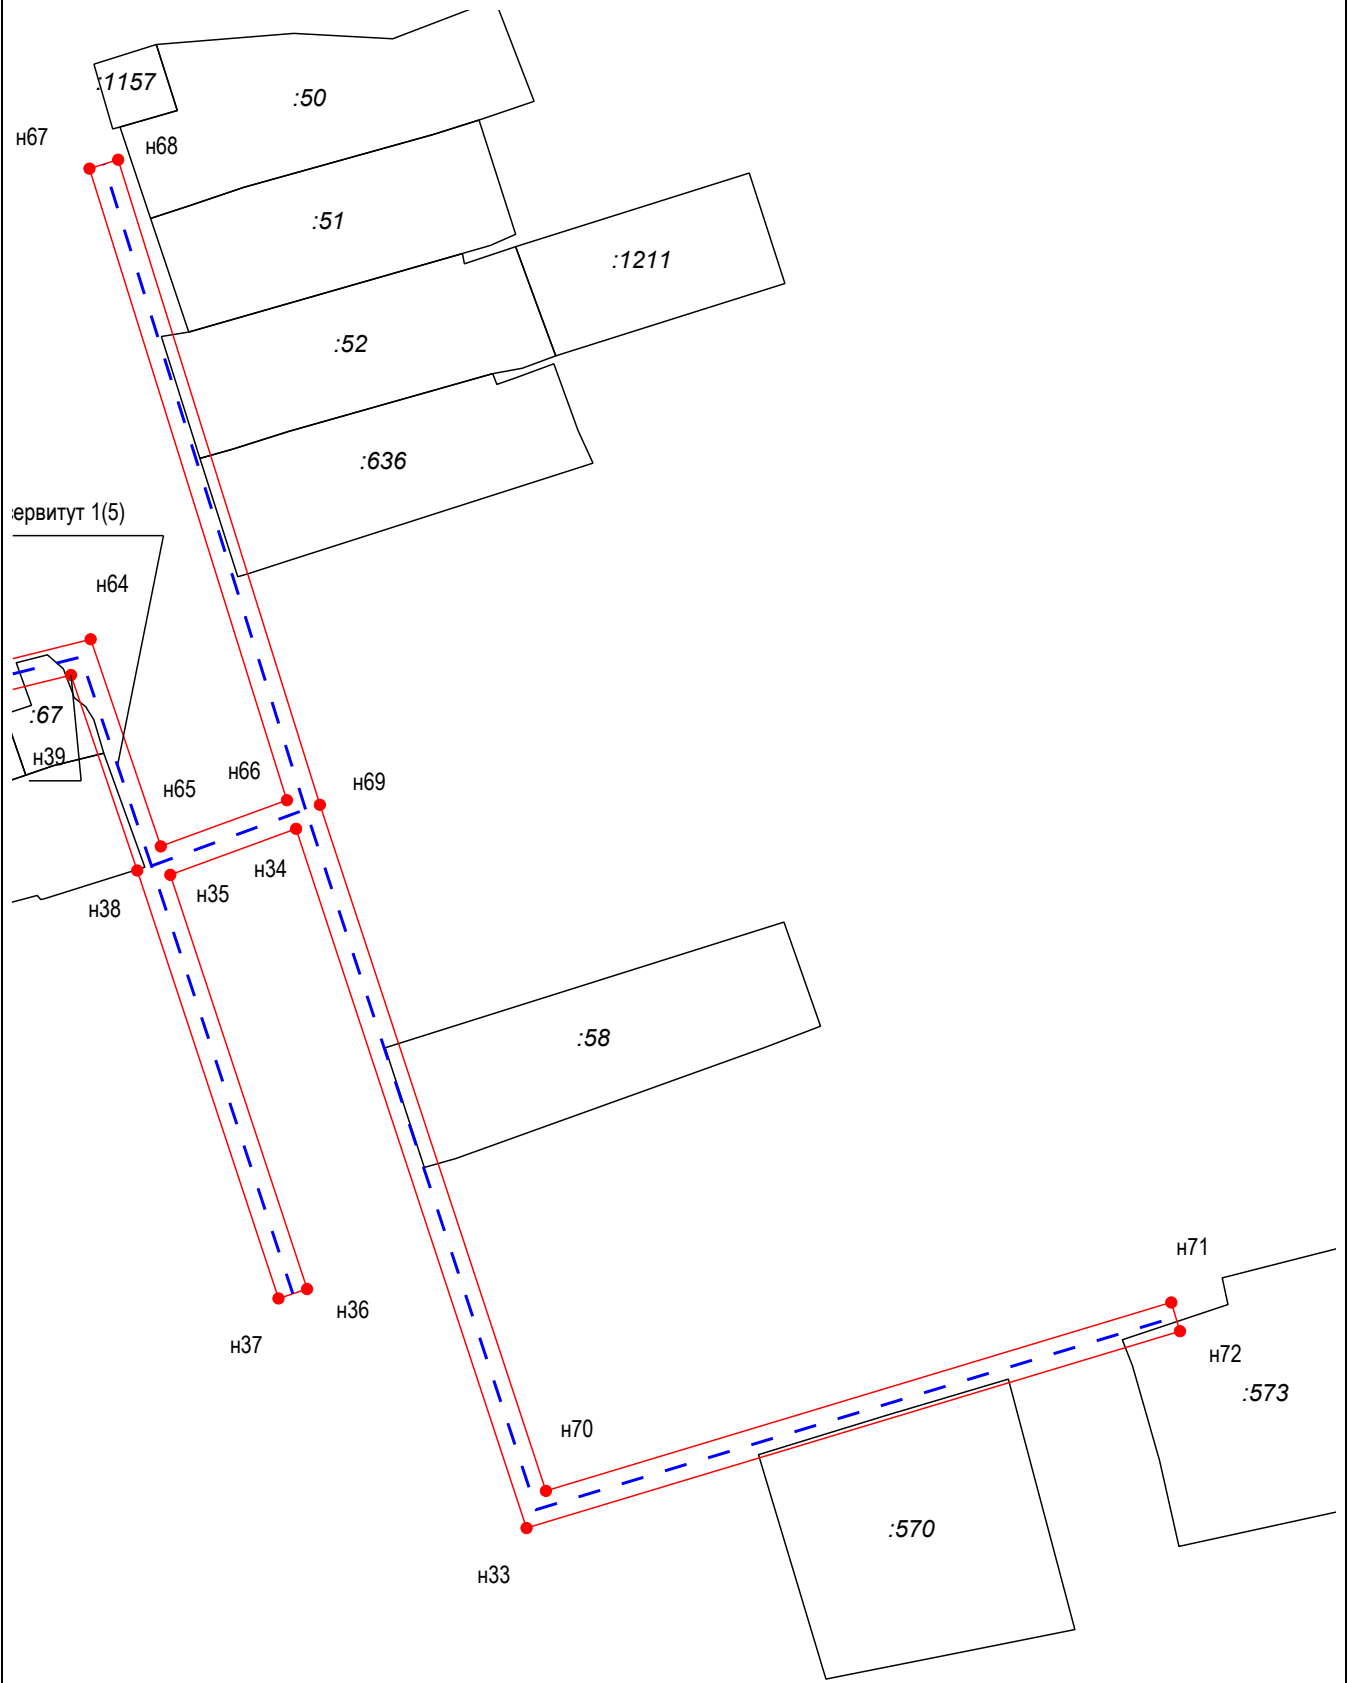 :1157
:50
н67
н68
:51
:1211
:52
:636
сервитут 1(5)
н64
:67
н39
н66
н65
н69
н34
н35
н38
:58
н71
н36
н37
н72
:573
н70
:570
н33